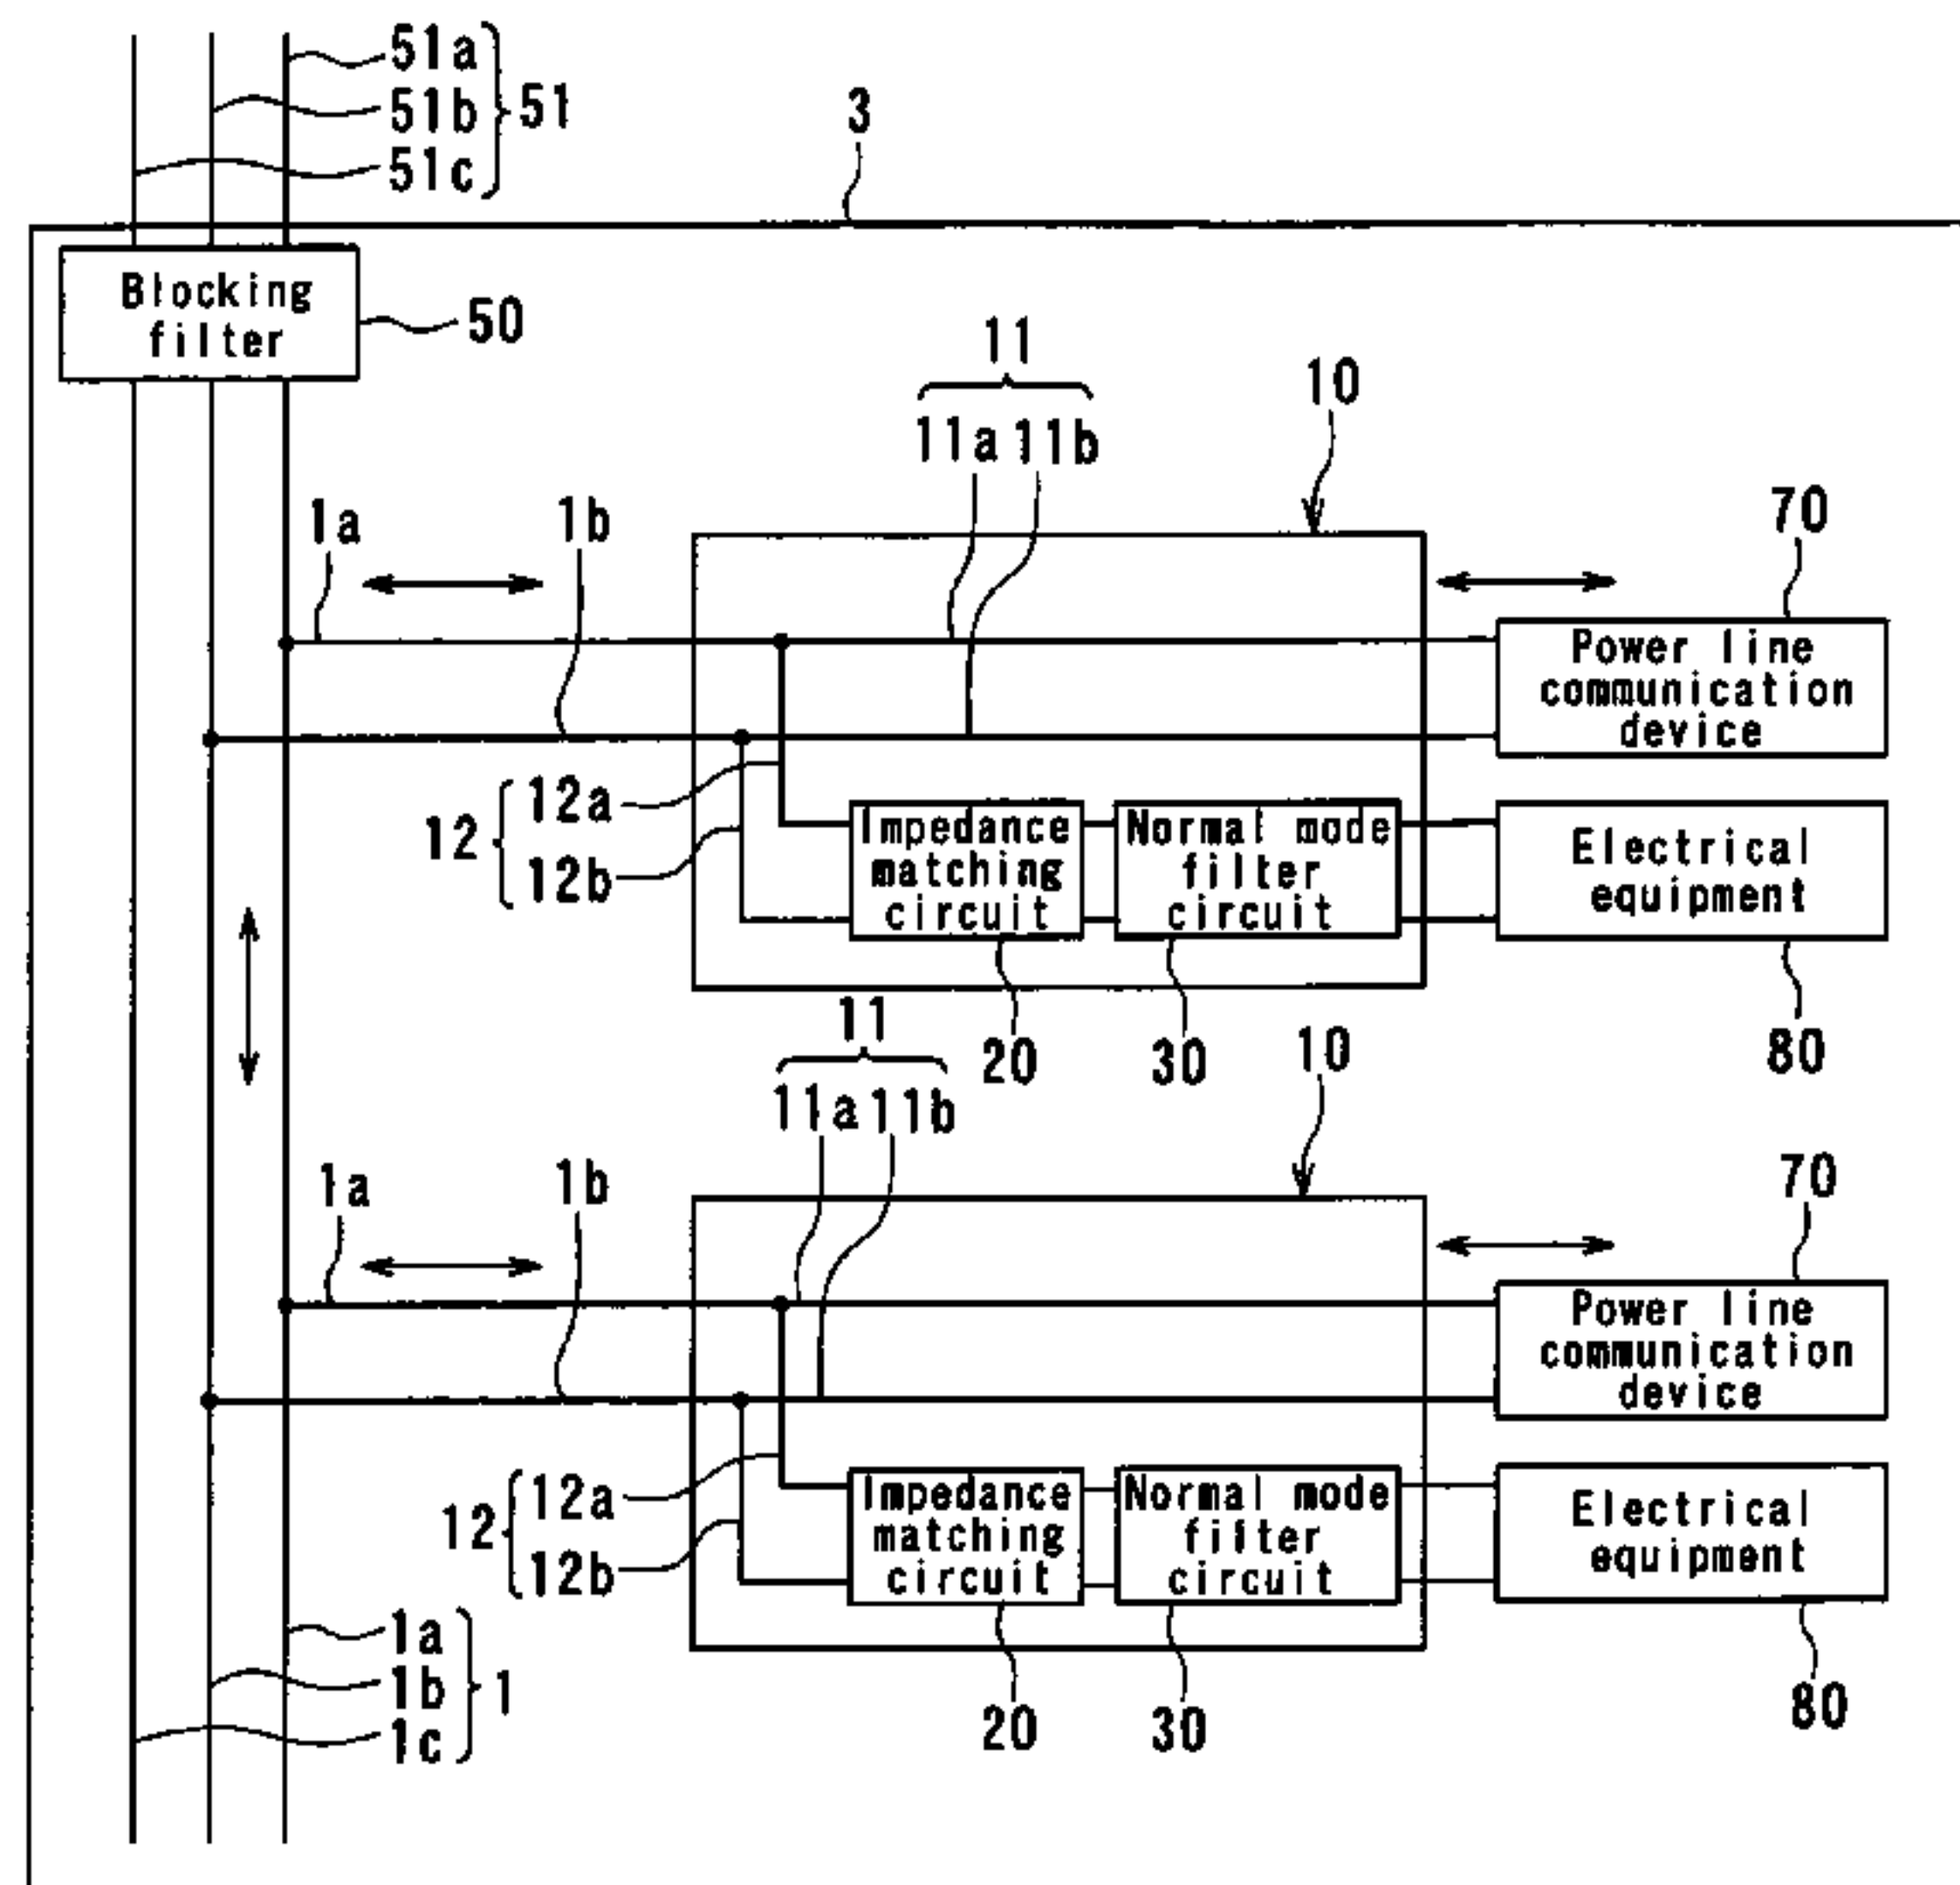 51a
51b
51
51c
3
Blocking
filter
50
11
10
11a 11b
1a
1b
70
Power line
communication
device
12a
12
12b
Impedance
matching
circuit
Normal mode
filter
circuit
Electrical
equipment
20
30
80
11
10
11a 11b
1a
1b
70
Power line
communication
device
12a
12
12b
Impedance
matching
circuit
Normal mode
filter
circuit
Electrical
equipment
20
30
80
1a
1b
1
1c